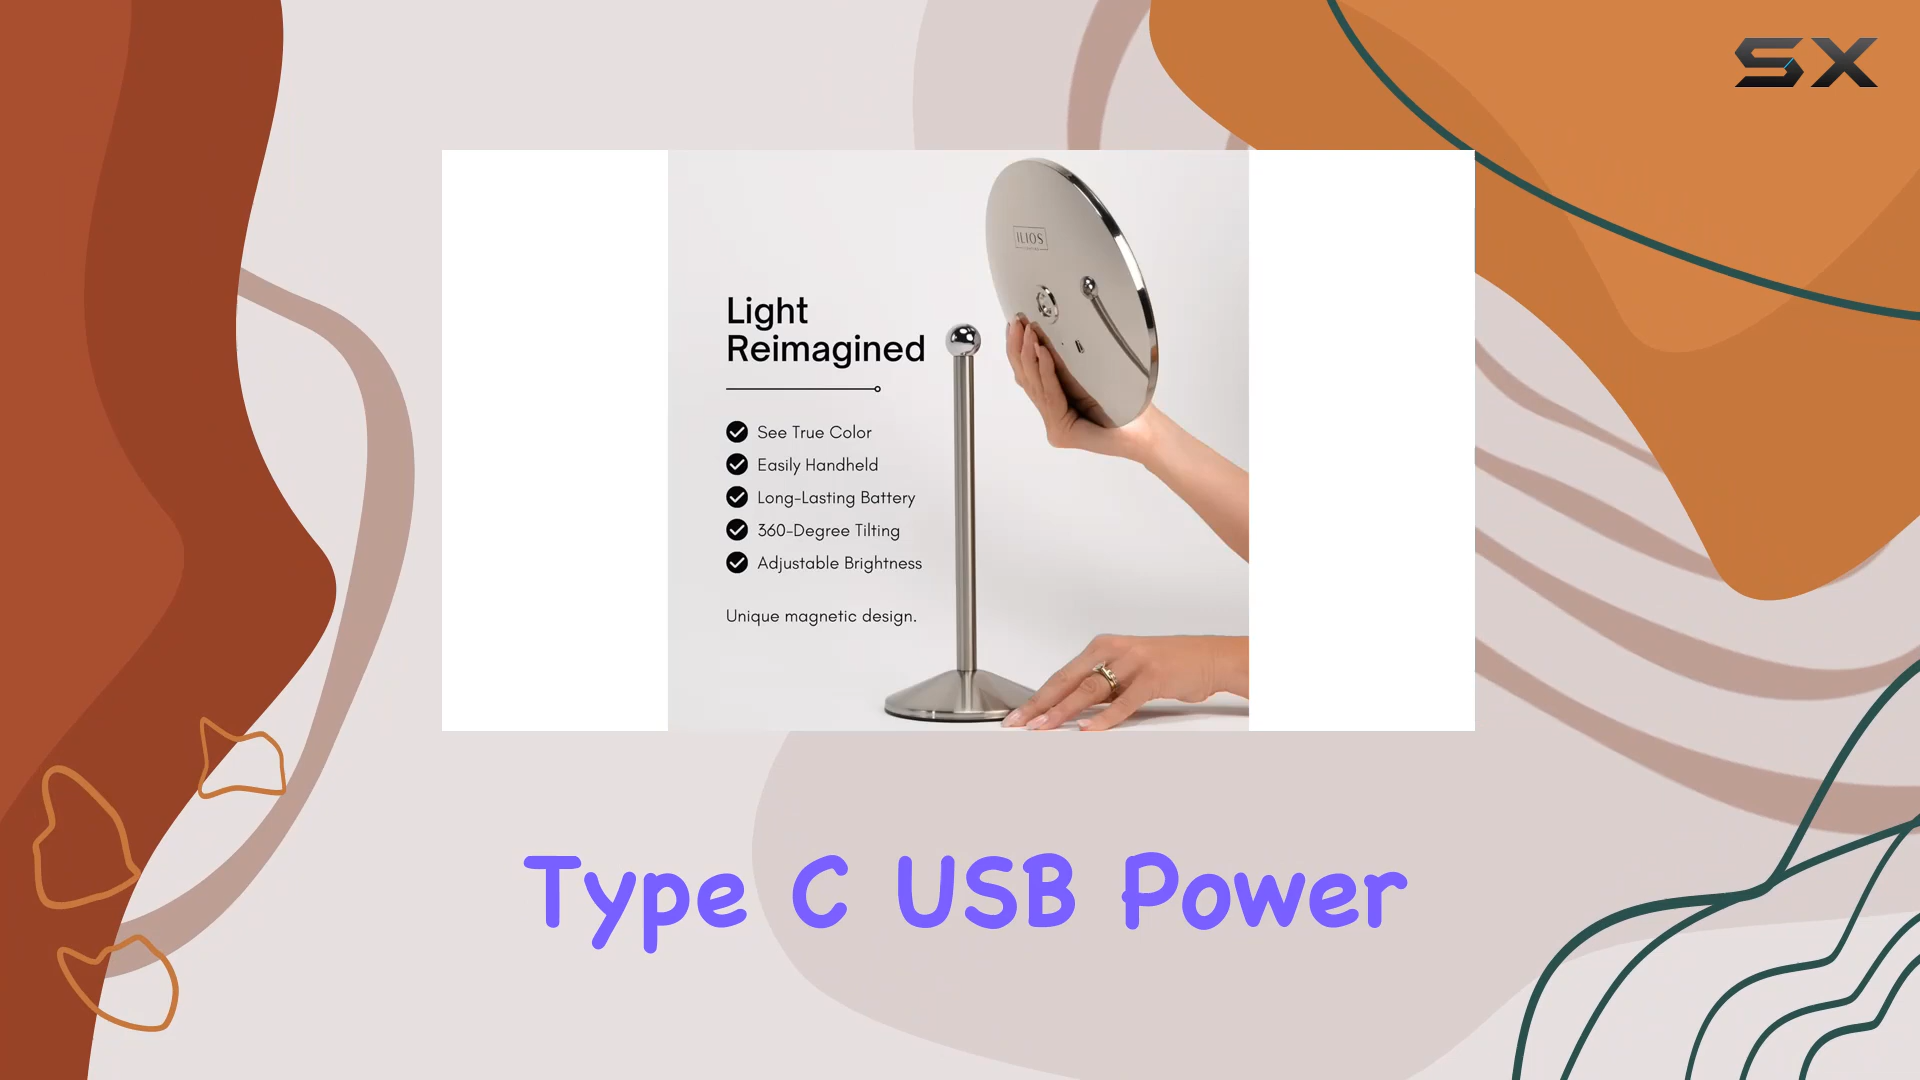 SX
ILIOS
Light
Reimagined
See True Color
Easily Handheld
Long-Lasting Battery
360-Degree Tilting
Adjustable Brightness
Unique magnetic design.
Type C USB Power